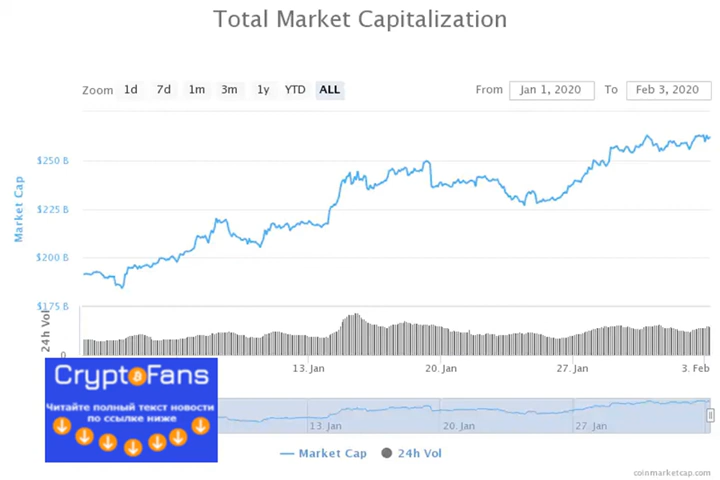 Total Market Capitalization
Zoom 1d 7d 1m 3m 1y YTD ALL From Jan 1, 2020 To Feb 3, 2020
Market Cap
$250 B
$225 B
$200 B
$175 B
24h Vol
0
13. Jan 20. Jan 27. Jan 3. Feb
CryptoFans
Читайте полный текст новости
по ссылке ниже
13. Jan 20. Jan 27. Jan
Market Cap 24h Vol
coinmarketcap.com